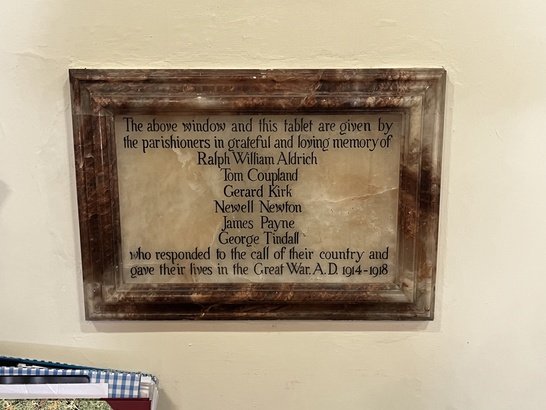 The above window and this tablet are given by
the parishioners in grateful and loving memory of
Ralph William Aldrich
Tom Coupland
Gerard Kirk
Newell Newton
James Payne
George Tindall
who responded to the call of their country and
gave their lives in the Great War. A.D. 1914-1918